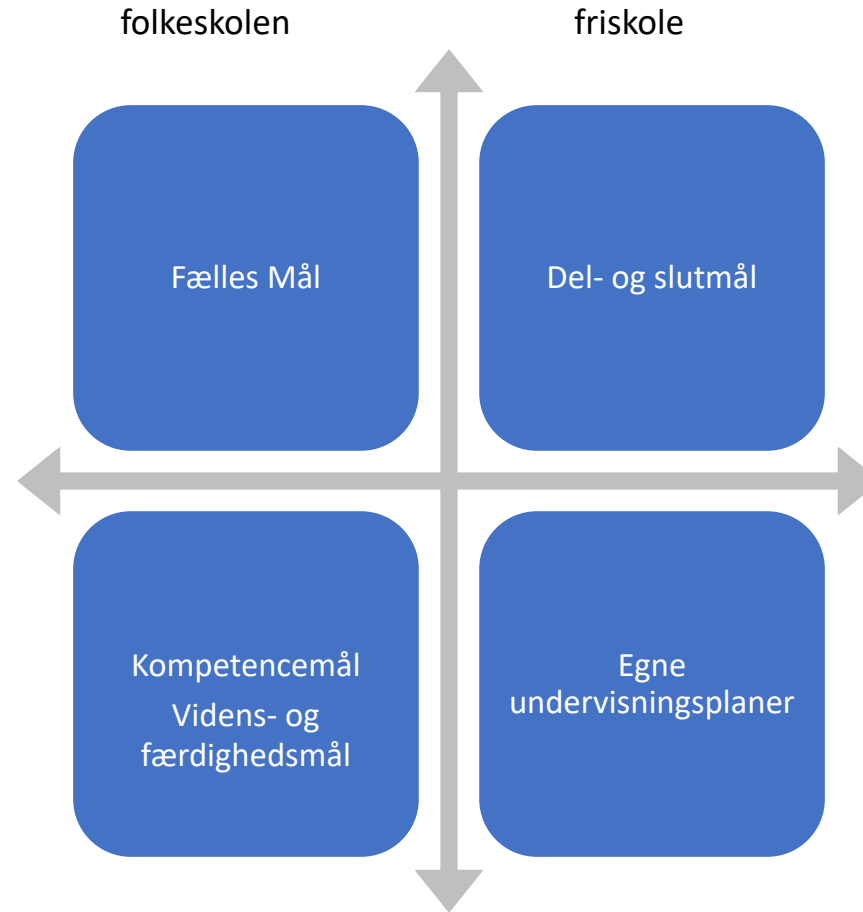 folkeskolen
friskole
Fælles Mål
Del- og slutmål
Kompetencemål
Videns- og
færdighedsmål
Egne
undervisningsplaner